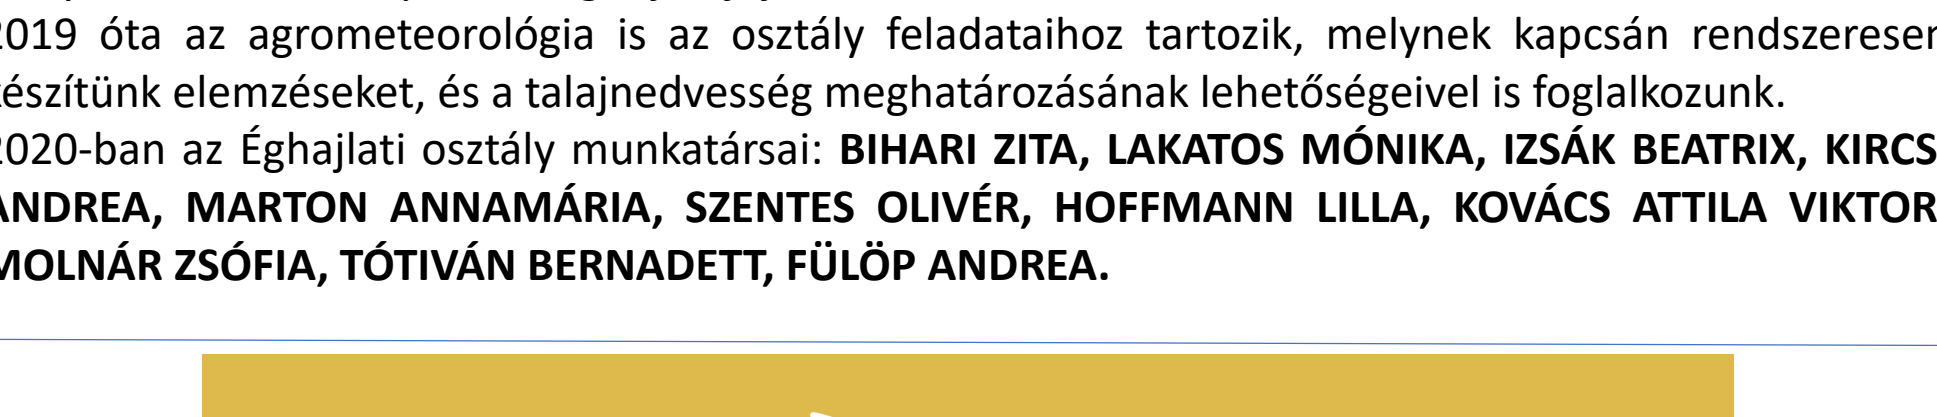 2019 óta az agrometeorológia is az osztály feladataihoz tartozik, melynek kapcsán rendszeresen
készítünk elemzéseket, és a talajnedvesség meghatározásának lehetőségeivel is foglalkozunk.
2020-ban az Éghajlati osztály munkatársai: BIHARI ZITA, LAKATOS MÓNIKA, IZSÁK BEATRIX, KIRCSI
ANDREA, MARTON ANNAMÁRIA, SZENTES OLIVÉR, HOFFMANN LILLA, KOVÁCS ATTILA VIKTOR
MOLNÁR ZSÓFIA, TÓTIVÁN BERNADETT, FÜLÖP ANDREA.